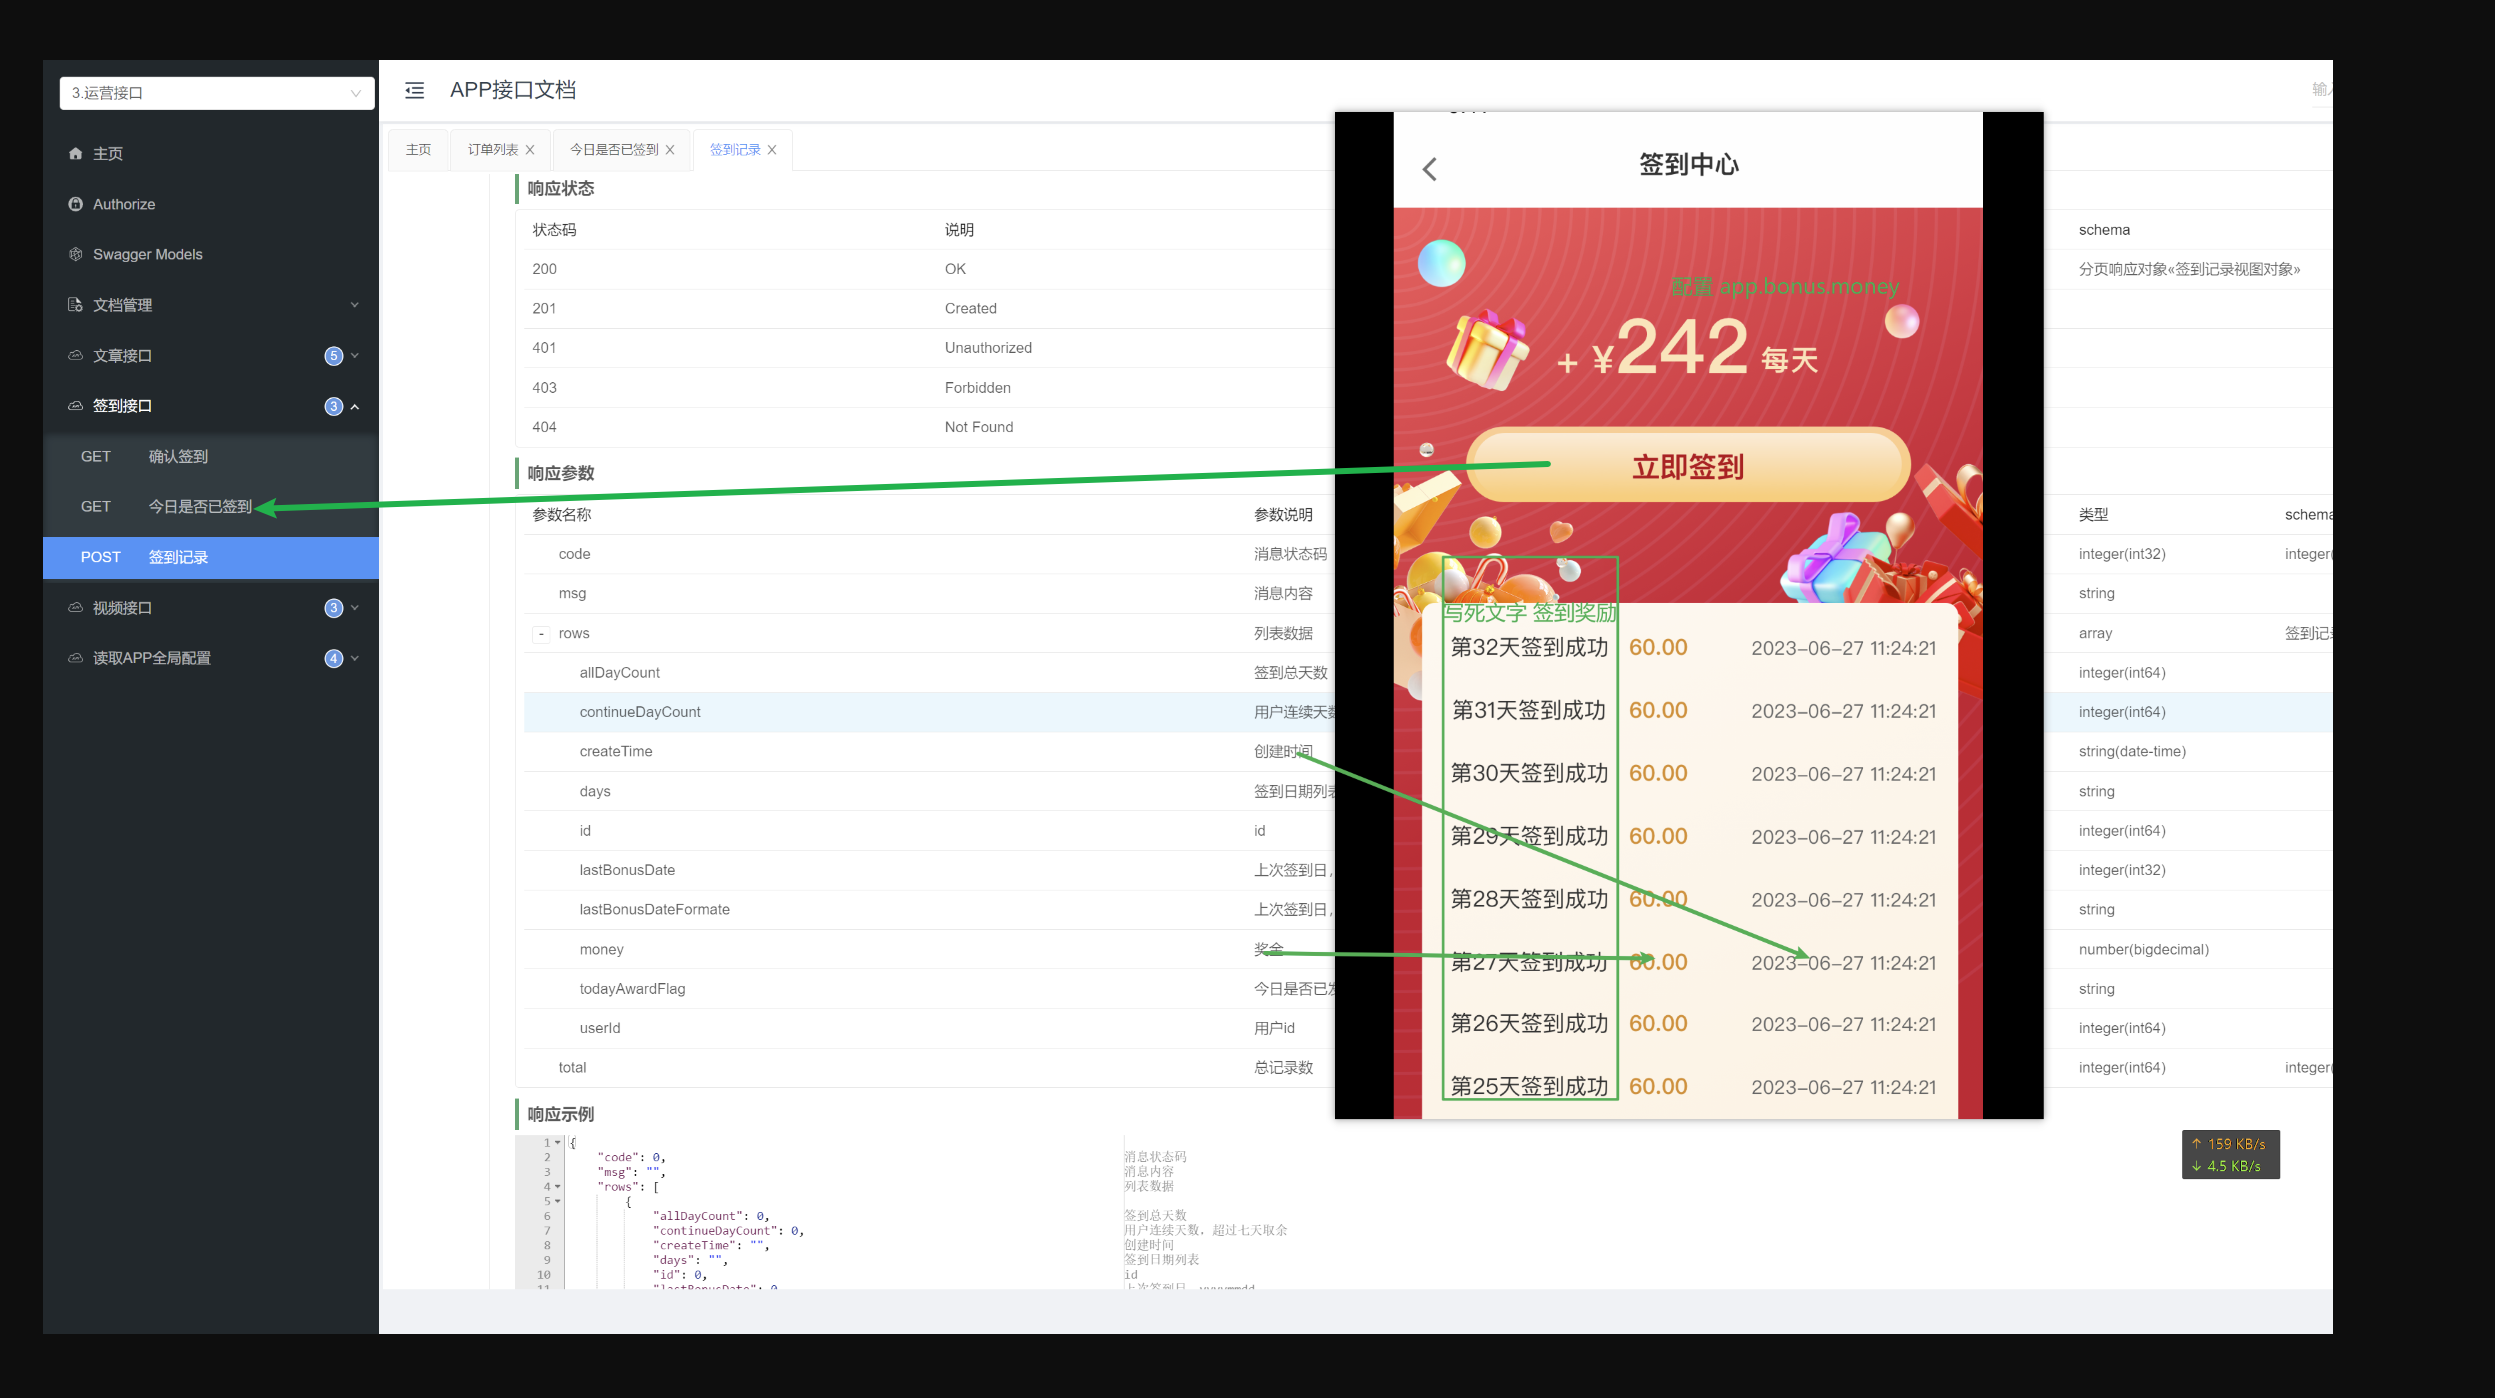 3.运营接口
主页
Authorize
Swagger Models
文档管理
文章接口 5
签到接口 3
GET 确认签到
GET 今日是否已签到
POST 签到记录
视频接口 3
读取APP全局配置 4
APP接口文档
主页 订单列表 今日是否已签到 签到记录
响应状态
状态码 说明 schema
200 OK 分页响应对象«签到记录视图对象»
201 Created
401 Unauthorized
403 Forbidden
404 Not Found
响应参数
参数名称 参数说明 类型 schema
code 消息状态码 integer(int32) integer(
msg 消息内容 string
- rows 列表数据 array 签到记
allDayCount 签到总天数 integer(int64)
continueDayCount 用户连续天数 integer(int64)
createTime 创建时间 string(date-time)
days 签到日期列表 string
id id integer(int64)
lastBonusDate 上次签到日, integer(int32)
lastBonusDateFormate 上次签到日, string
money 奖金 number(bigdecimal)
todayAwardFlag 今日是否已发 string
userId 用户id integer(int64)
total 总记录数 integer(int64) integer(
响应示例
1 {
2 "code": 0, 消息状态码
3 "msg": "", 消息内容
4 "rows": [ 列表数据
5 {
6 "allDayCount": 0, 签到总天数
7 "continueDayCount": 0, 用户连续天数，超过七天取余
8 "createTime": "", 创建时间
9 "days": "", 签到日期列表
10 "id": 0, id
11 "lastBonusDate": 0, 上次签到日，yyyymmdd
签到中心
配置 app.bonus.money
+ ¥242 每天
立即签到
写死文字 签到奖励
第32天签到成功 60.00 2023-06-27 11:24:21
第31天签到成功 60.00 2023-06-27 11:24:21
第30天签到成功 60.00 2023-06-27 11:24:21
第29天签到成功 60.00 2023-06-27 11:24:21
第28天签到成功 60.00 2023-06-27 11:24:21
第27天签到成功 60.00 2023-06-27 11:24:21
第26天签到成功 60.00 2023-06-27 11:24:21
第25天签到成功 60.00 2023-06-27 11:24:21
↑ 159 KB/s
↓ 4.5 KB/s